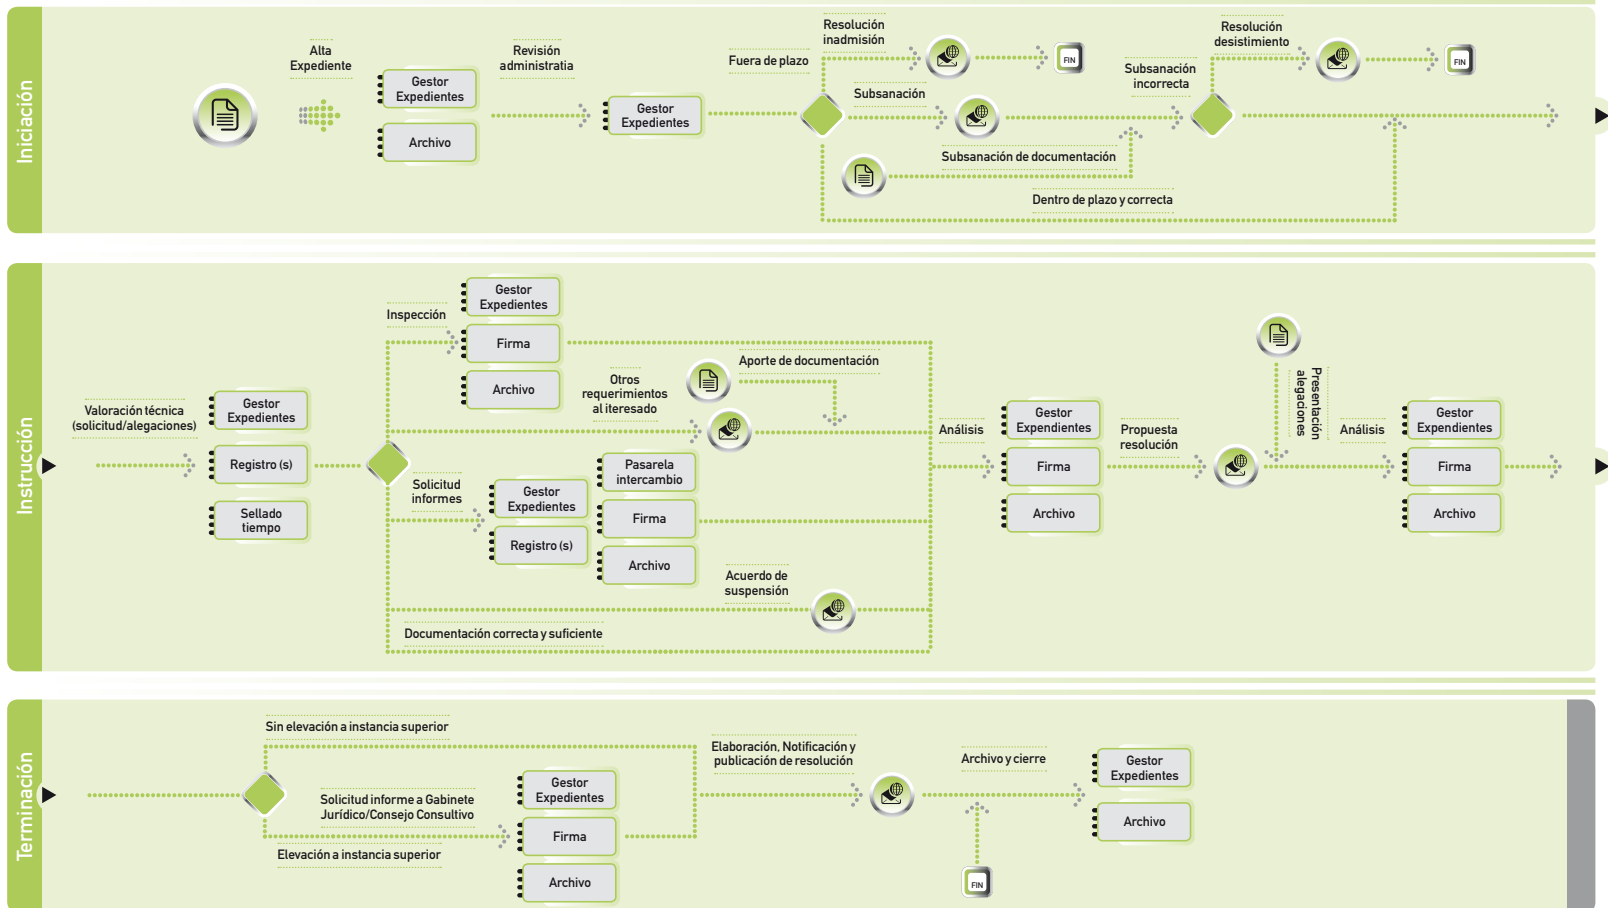 Iniciación
Alta
Expediente
Gestor
Expedientes
Archivo
Revisión
administratia
Gestor
Expedientes
Fuera de plazo
Resolución
inadmisión
FIN
Subsanación
Subsanación de documentación
Dentro de plazo y correcta
Subsanación
incorrecta
Resolución
desistimiento
FIN
Instrucción
Valoración técnica
(solicitud/alegaciones)
Gestor
Expedientes
Registro (s)
Sellado
tiempo
Inspección
Gestor
Expedientes
Firma
Archivo
Otros
requerimientos
al iteresado
Aporte de documentación
Solicitud
informes
Gestor
Expedientes
Registro (s)
Pasarela
intercambio
Firma
Archivo
Acuerdo de
suspensión
Documentación correcta y suficiente
Análisis
Gestor
Expendientes
Firma
Archivo
Propuesta
resolución
Presentación
alegaciones
Análisis
Gestor
Expendientes
Firma
Archivo
Terminación
Sin elevación a instancia superior
Solicitud informe a Gabinete
Jurídico/Consejo Consultivo
Elevación a instancia superior
Gestor
Expedientes
Firma
Archivo
Elaboración, Notificación y
publicación de resolución
Archivo y cierre
FIN
Gestor
Expedientes
Archivo